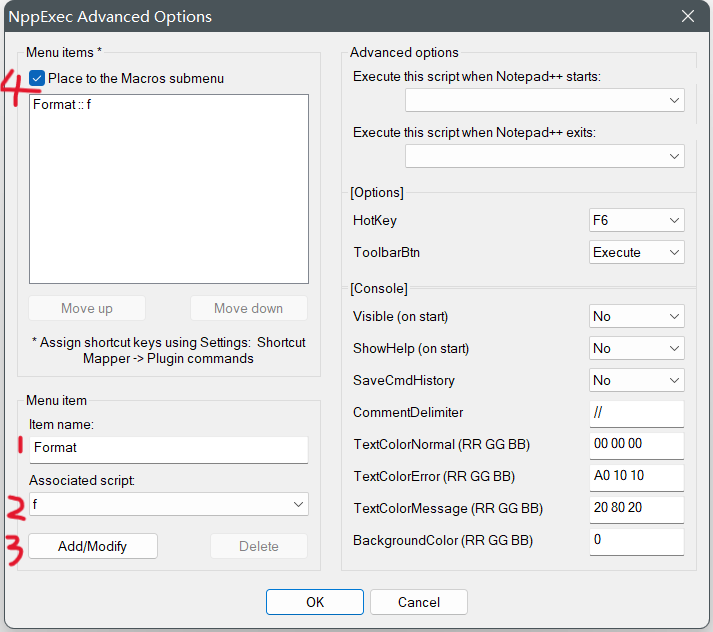 NppExec Advanced Options
Menu items *
4
Place to the Macros submenu
Format :: f
Move up
Move down
* Assign shortcut keys using Settings: Shortcut
Mapper -> Plugin commands
Menu item
Item name:
1
Format
Associated script:
2
f
3
Add/Modify
Delete
Advanced options
Execute this script when Notepad++ starts:
Execute this script when Notepad++ exits:
[Options]
HotKey
F6
ToolbarBtn
Execute
[Console]
Visible (on start)
No
ShowHelp (on start)
No
SaveCmdHistory
No
CommentDelimiter
//
TextColorNormal (RR GG BB)
00 00 00
TextColorError (RR GG BB)
A0 10 10
TextColorMessage (RR GG BB)
20 80 20
BackgroundColor (RR GG BB)
0
OK
Cancel